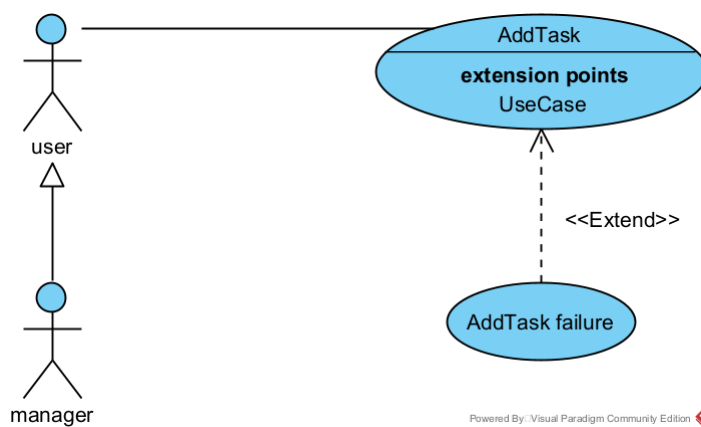 AddTask
extension points
UseCase
user
<<Extend>>
AddTask failure
manager
Powered By Visual Paradigm Community Edition